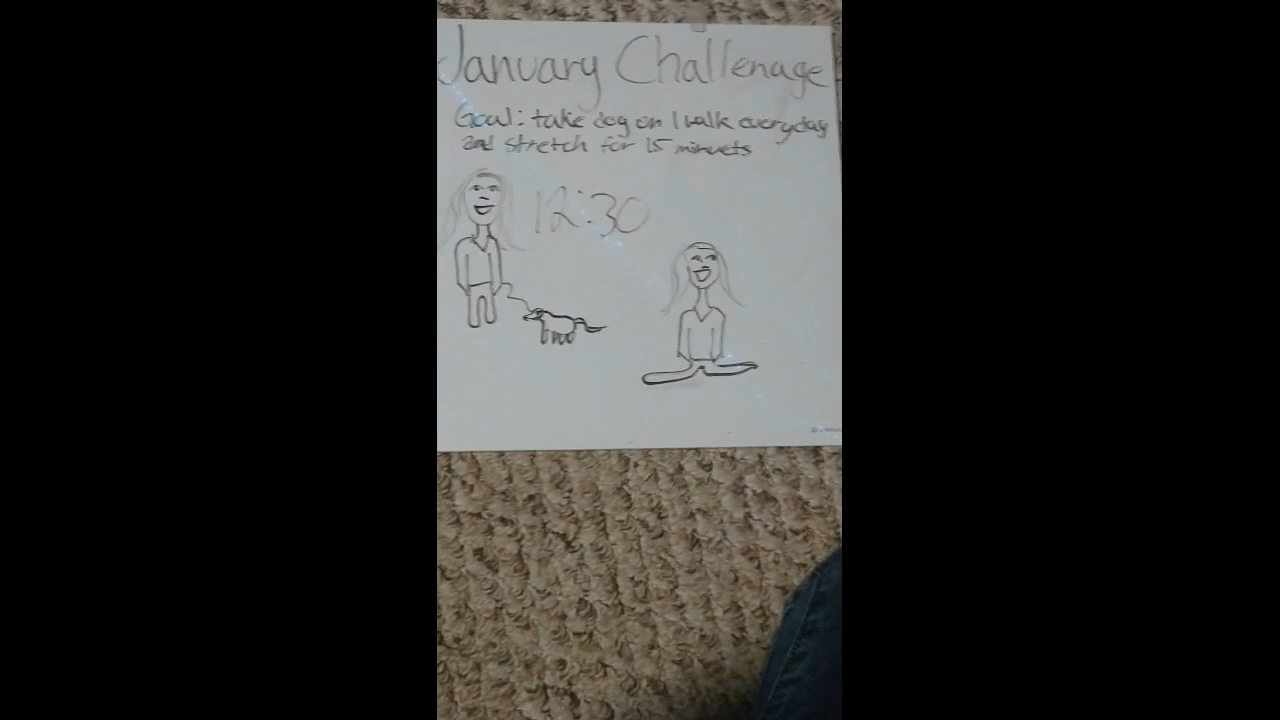 January Challenage
Goal: take dog on 1 walk everyday
and stretch for 15 minuets
12:30